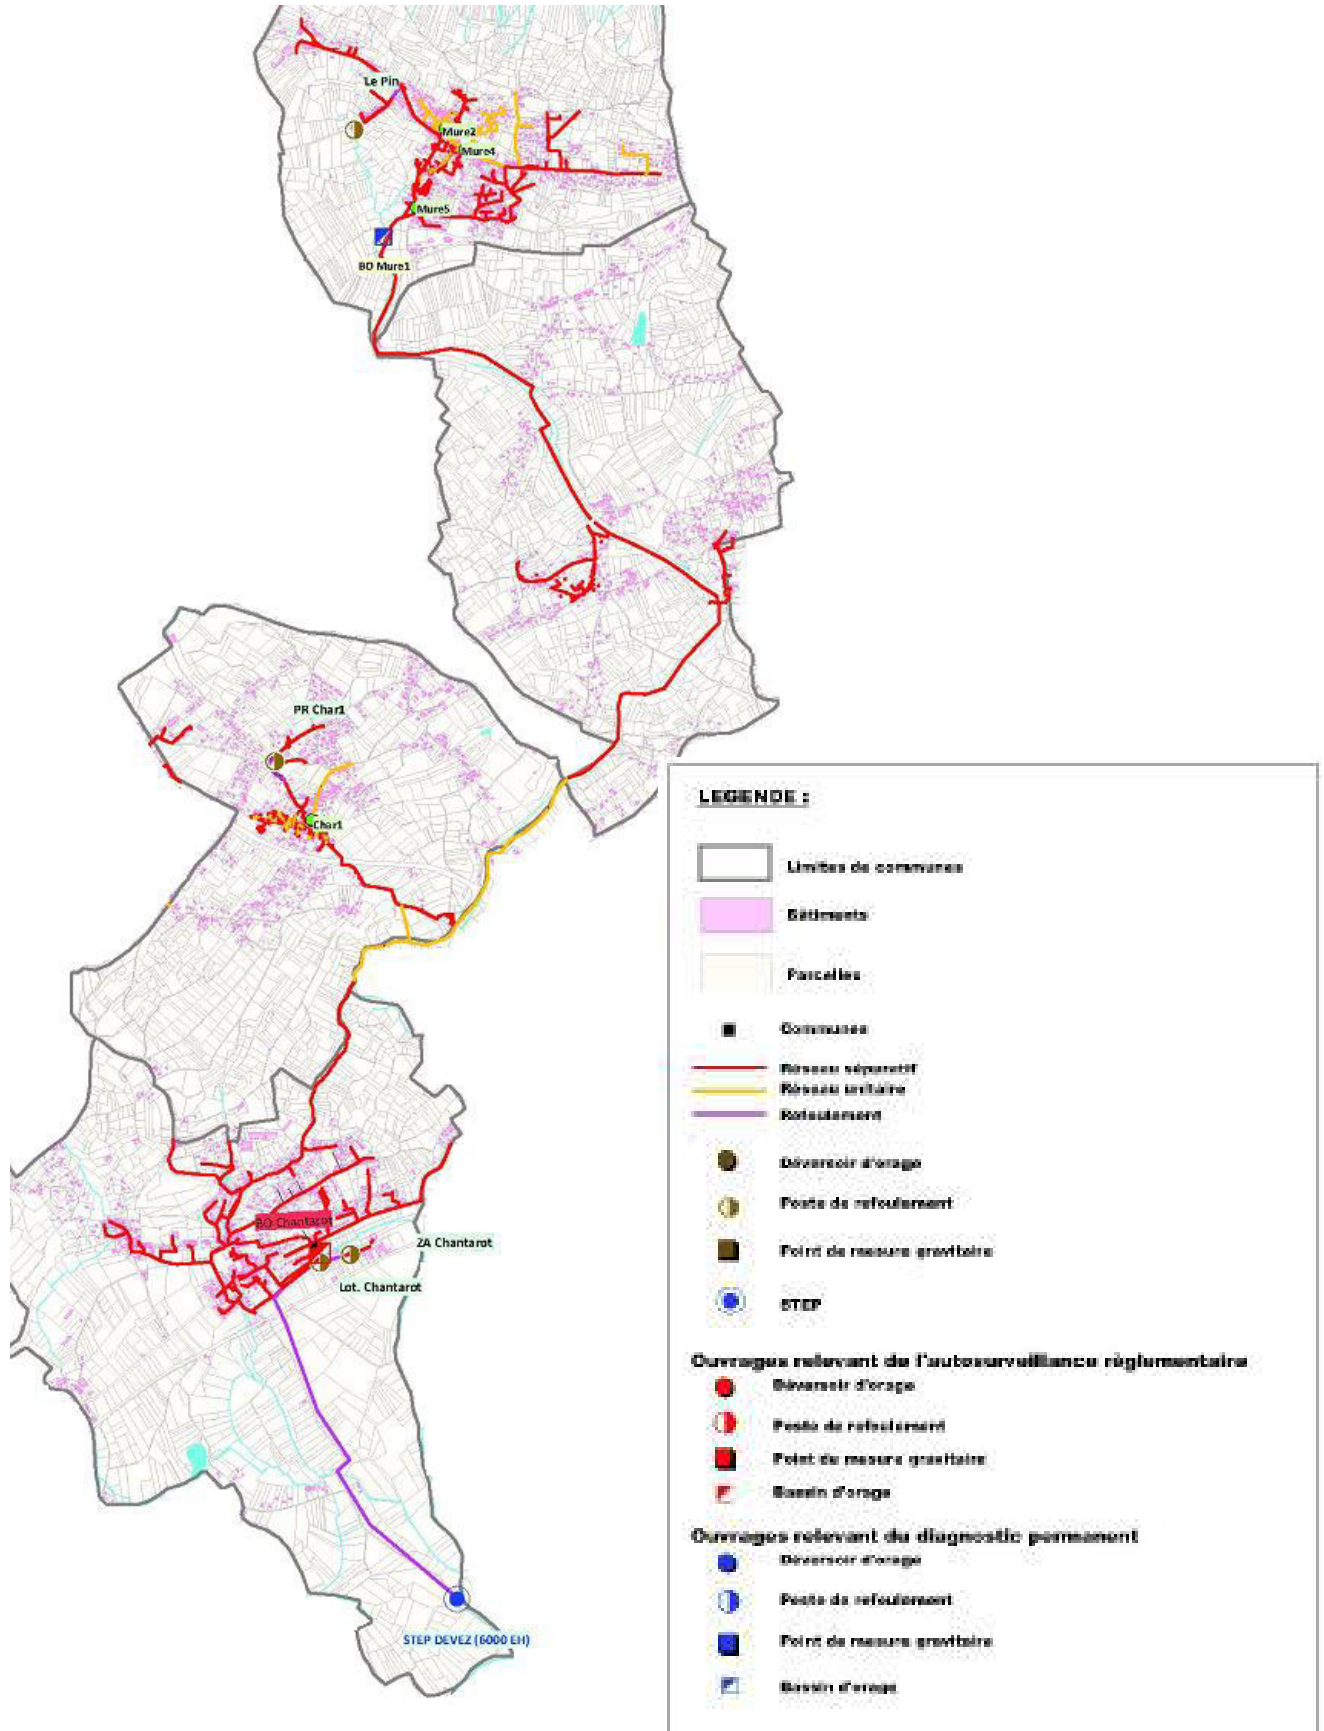 Le Pin
Mure2
Mure4
Mure5
BO Mure1
PR Char1
Char1
BO Chantarot
ZA Chantarot
Lot. Chantarot
STEP DEVEZ (6000 EH)
LEGENDE :
Limites de communes
Bâtiments
Parcelles
Communes
Réseau séparatif
Réseau unitaire
Refoulement
Déversoir d'orage
Poste de refoulement
Point de mesure gravitaire
STEP
Ouvrages relevant de l'autosurveillance règlementaire
Déversoir d'orage
Poste de refoulement
Point de mesure gravitaire
Bassin d'orage
Ouvrages relevant du diagnostic permanent
Déversoir d'orage
Poste de refoulement
Point de mesure gravitaire
Bassin d'orage